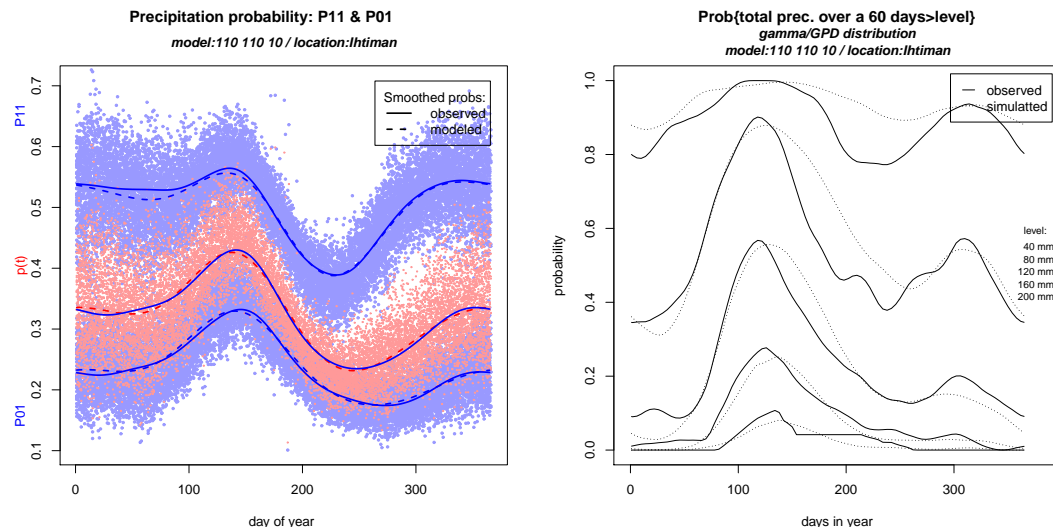 Precipitation probability: P11 & P01
model:110 110 10 / location:Ihtiman
P11
p(t)
P01
0.7
0.6
0.5
0.4
0.3
0.2
0.1
Smoothed probs:
observed
modeled
0
100
200
300
day of year
Prob{total prec. over a 60 days>level}
gamma/GPD distribution
model:110 110 10 / location:Ihtiman
probability
1.0
0.8
0.6
0.4
0.2
0.0
observed
simulatted
level:
40 mm
80 mm
120 mm
160 mm
200 mm
0
100
200
300
days in year